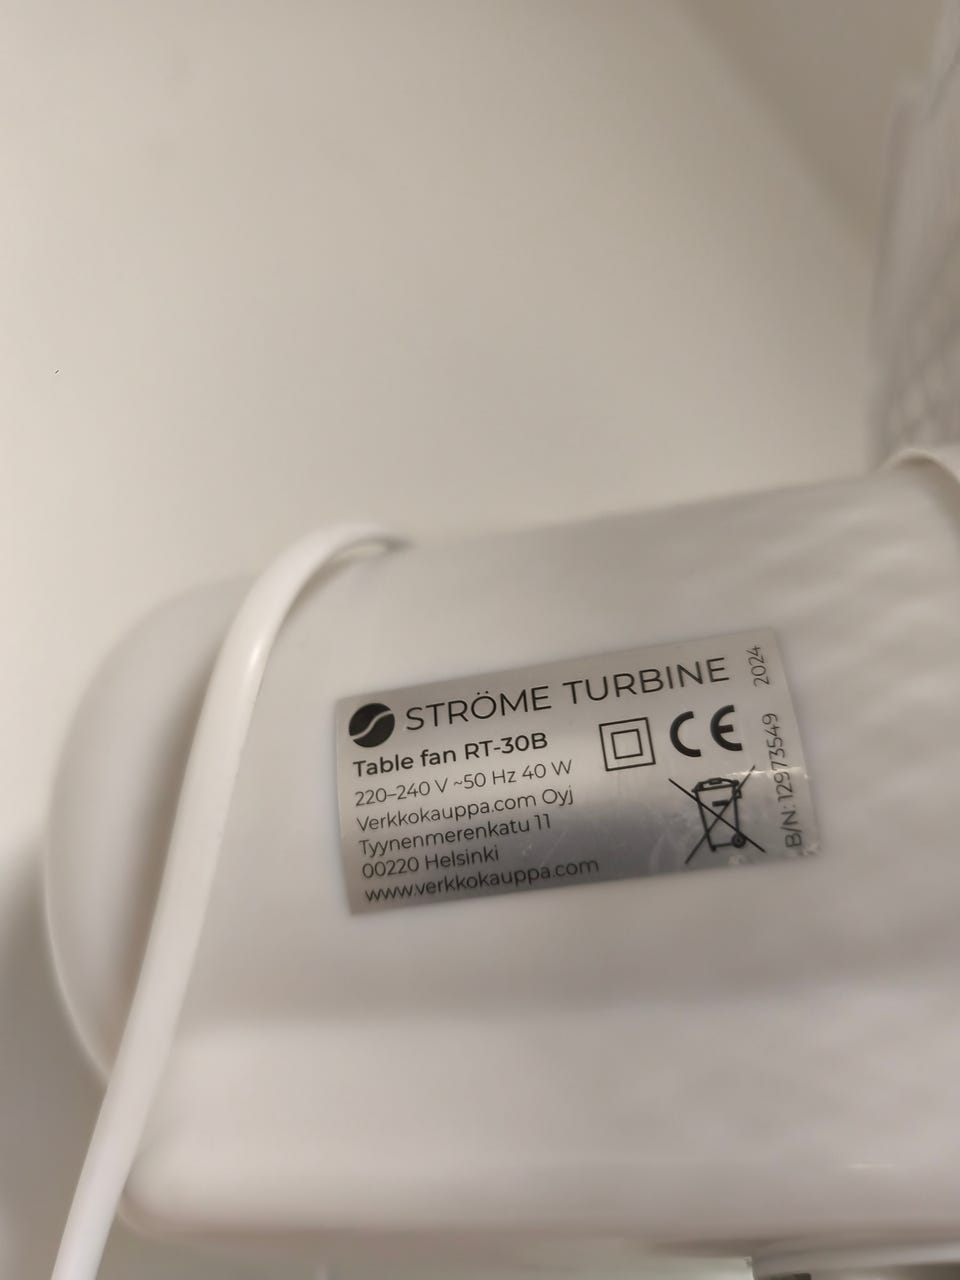 STRÖME TURBINE
Table fan RT-30B
220–240 V ~50 Hz 40 W
Verkkokauppa.com Oyj
Tyynenmerenkatu 11
00220 Helsinki
www.verkkokauppa.com
CE
B/N: 12973549 2024